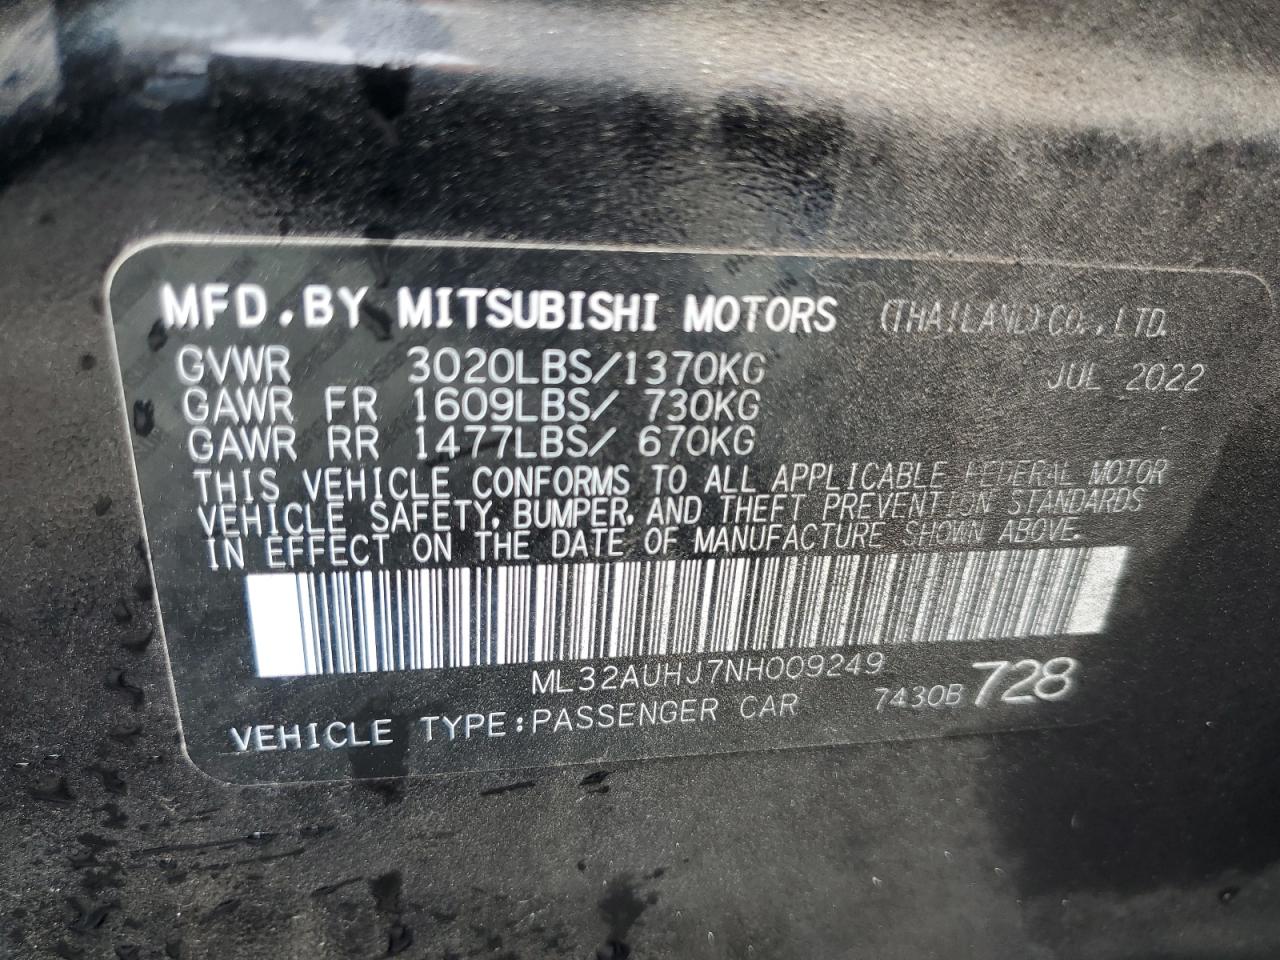 MFD.BY MITSUBISHI MOTORS (THAILAND) CO.,LTD.
GVWR 3020LBS/1370KG JUL 2022
GAWR FR 1609LBS/ 730KG
GAWR RR 1477LBS/ 670KG
THIS VEHICLE CONFORMS TO ALL APPLICABLE FEDERAL MOTOR
VEHICLE SAFETY, BUMPER, AND THEFT PREVENTION STANDARDS
IN EFFECT ON THE DATE OF MANUFACTURE SHOWN ABOVE.
ML32AUHJ7NH009249
7430B 728
VEHICLE TYPE:PASSENGER CAR